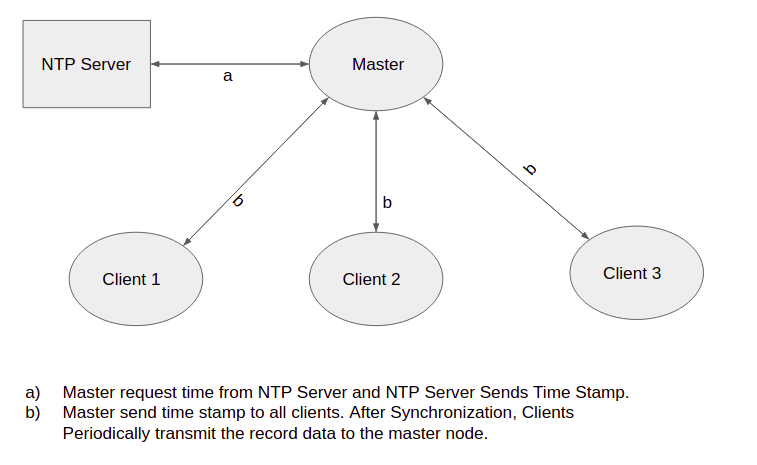 NTP Server
Master
a
b
b
b
Client 1
Client 2
Client 3
a) Master request time from NTP Server and NTP Server Sends Time Stamp.
b) Master send time stamp to all clients. After Synchronization, Clients
Periodically transmit the record data to the master node.